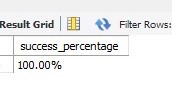 Result Grid Filter Rows:
success_percentage
100.00%